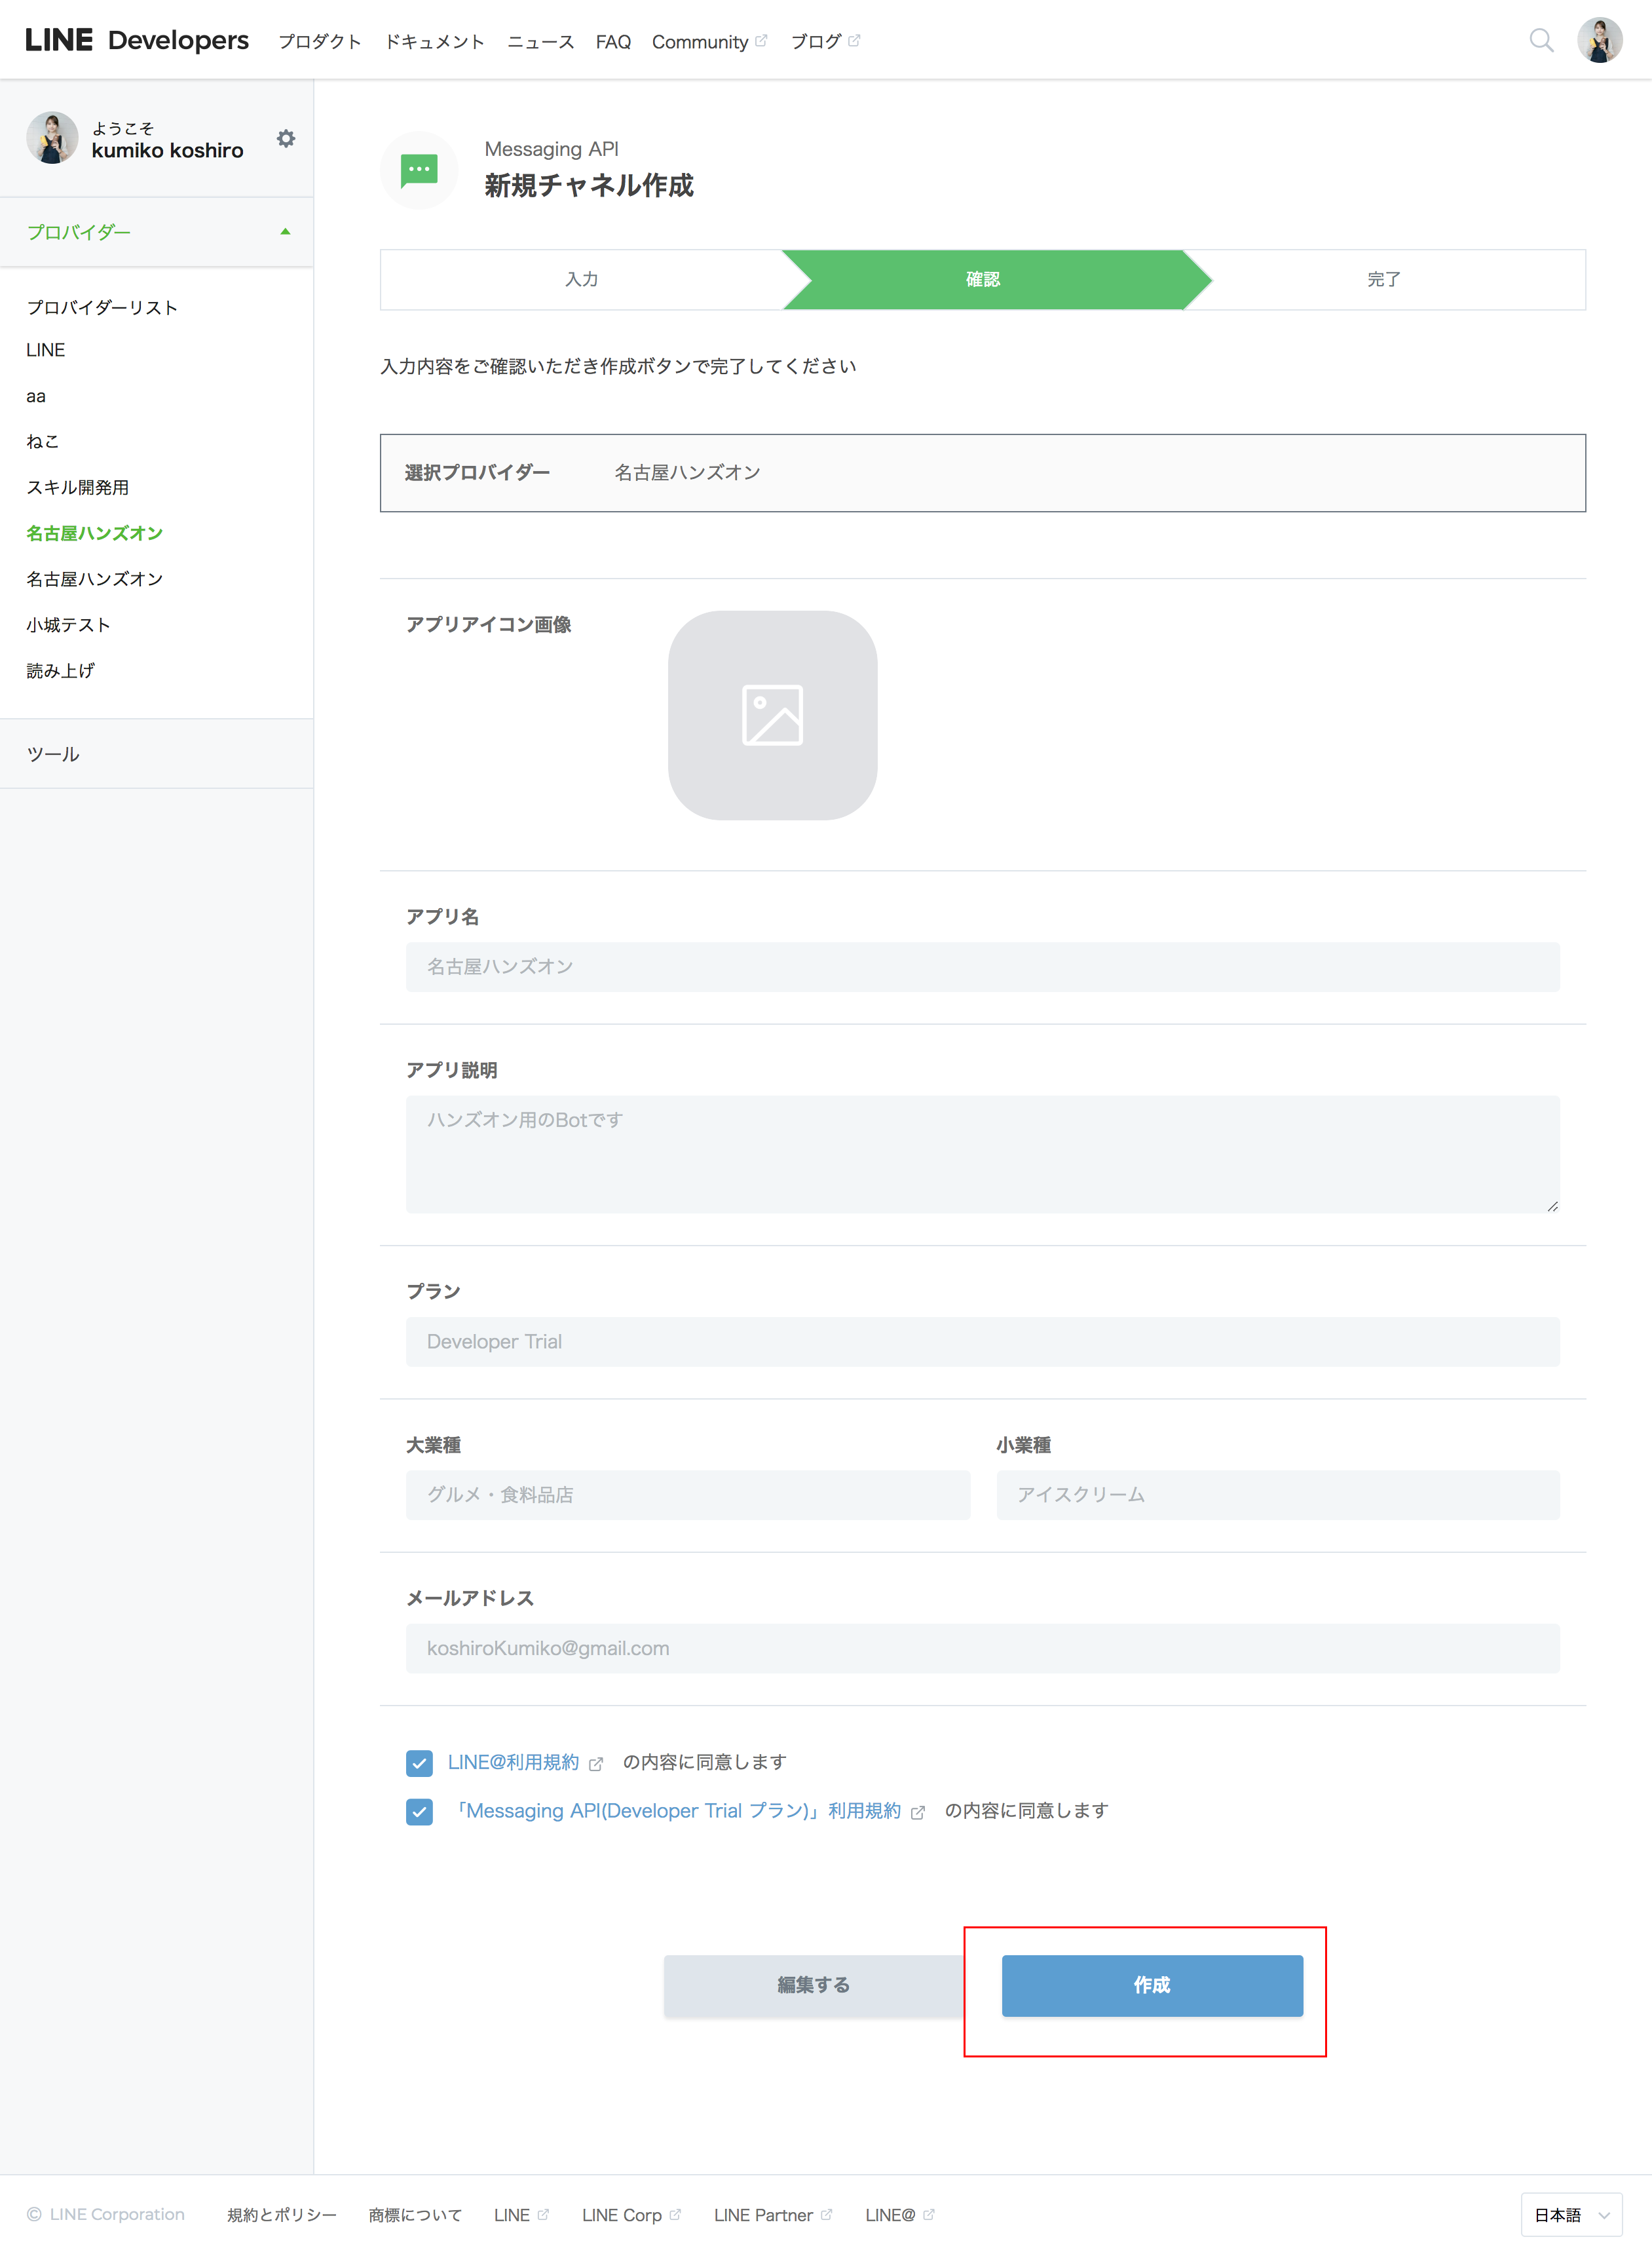 LINE Developers プロダクト ドキュメント ニュース FAQ Community ブログ
ようこそ
kumiko koshiro
プロバイダー
プロバイダーリスト
LINE
aa
ねこ
スキル開発用
名古屋ハンズオン
名古屋ハンズオン
小城テスト
読み上げ
ツール
Messaging API
新規チャネル作成
入力 確認 完了
入力内容をご確認いただき作成ボタンで完了してください
選択プロバイダー 名古屋ハンズオン
アプリアイコン画像
アプリ名
名古屋ハンズオン
アプリ説明
ハンズオン用のBotです
プラン
Developer Trial
大業種 小業種
グルメ・食料品店 アイスクリーム
メールアドレス
koshiroKumiko@gmail.com
LINE@利用規約 の内容に同意します
「Messaging API(Developer Trial プラン)」利用規約 の内容に同意します
編集する 作成
© LINE Corporation 規約とポリシー 商標について LINE LINE Corp LINE Partner LINE@ 日本語